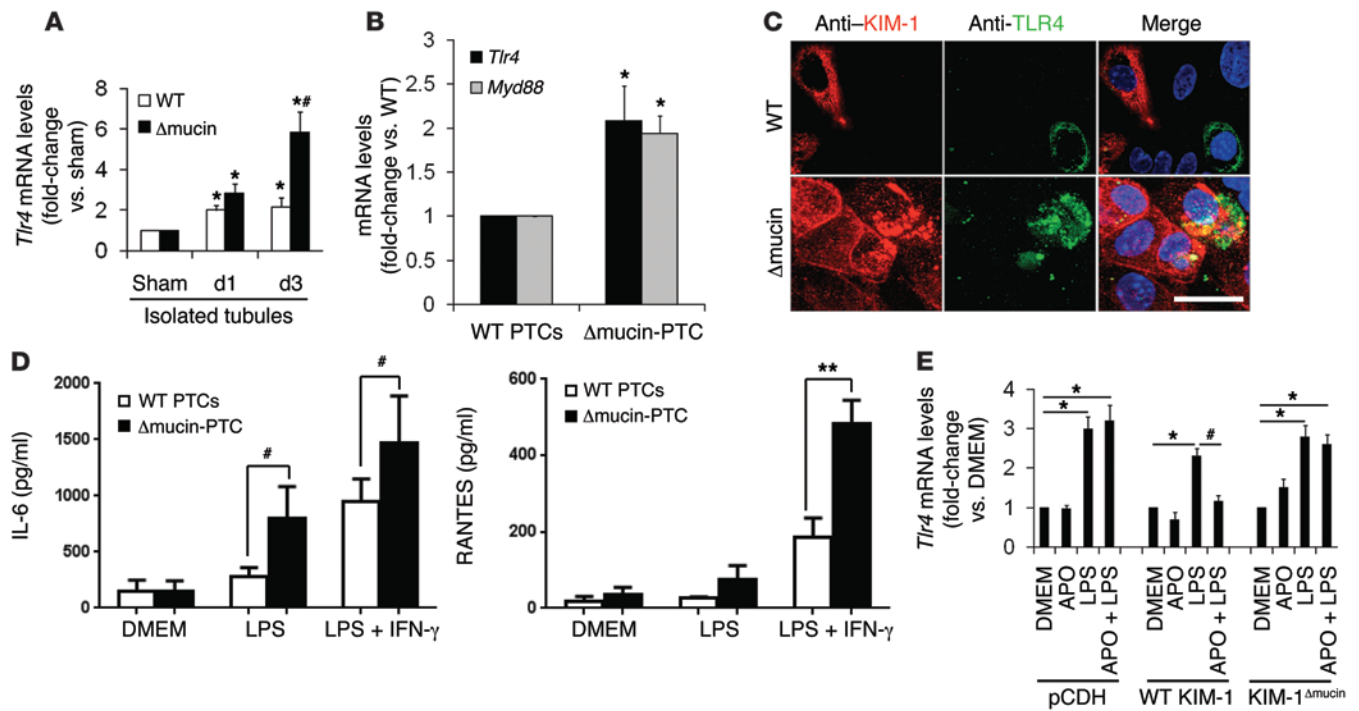 A
Tlr4 mRNA levels
(fold-change
vs. sham)
8
6
4
2
0
WT
Δmucin
*
*
*
*#
Sham d1 d3
Isolated tubules
B
mRNA levels
(fold-change vs. WT)
3
2.5
2
1.5
1
0.5
0
Tlr4
Myd88
*
*
WT PTCs Δmucin-PTC
C
Anti–KIM-1 Anti-TLR4 Merge
WT
Δmucin
D
IL-6 (pg/ml)
2000
1500
1000
500
0
WT PTCs
Δmucin-PTC
#
#
DMEM LPS LPS + IFN-γ
RANTES (pg/ml)
600
400
200
0
WT PTCs
Δmucin-PTC
**
DMEM LPS LPS + IFN-γ
E
Tlr4 mRNA levels
(fold-change
vs. DMEM)
4
3
2
1
0
*
*
*
#
*
*
DMEM
APO
LPS
APO + LPS
DMEM
APO
LPS
APO + LPS
DMEM
APO
LPS
APO + LPS
pCDH WT KIM-1 KIM-1Δmucin